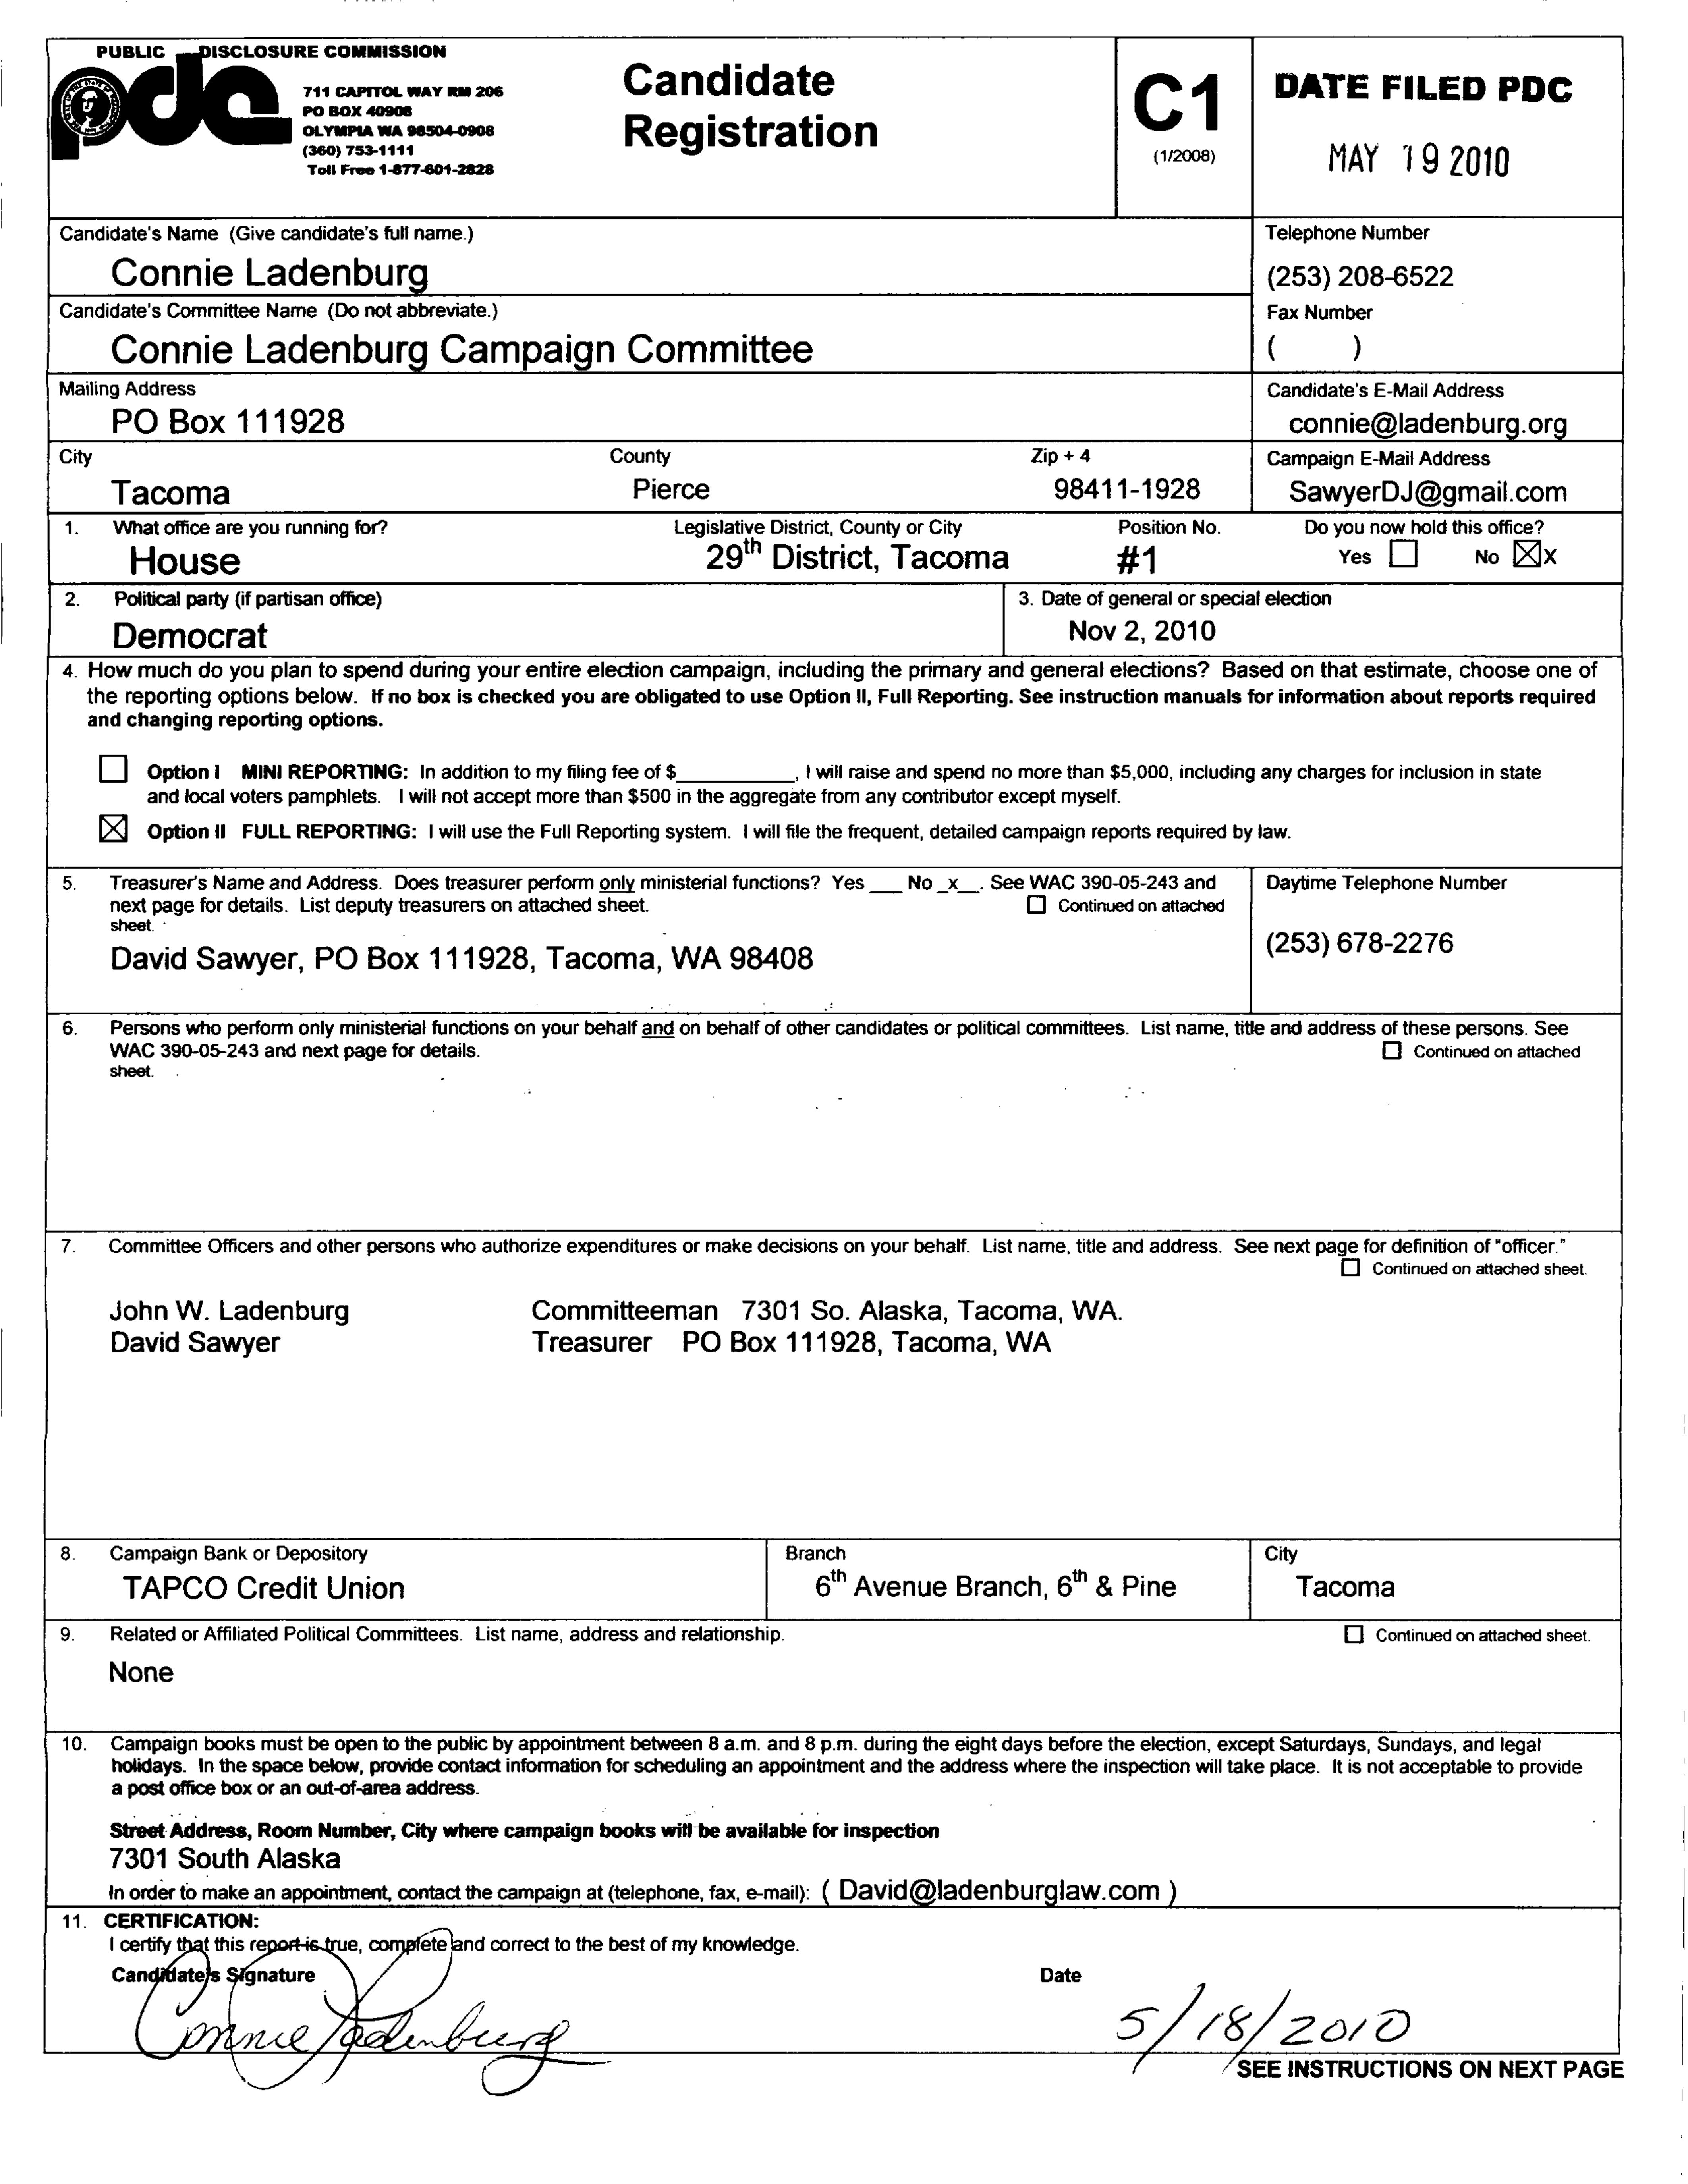 PUBLIC DISCLOSURE COMMISSION
pdc
711 CAPITOL WAY RM 206
PO BOX 40908
OLYMPIA WA 98504-0908
(360) 753-1111
Toll Free 1-877-601-2828
Candidate
Registration
C1
(1/2008)
DATE FILED PDC
MAY 19 2010
Candidate's Name (Give candidate's full name.)
Connie Ladenburg
Telephone Number
(253) 208-6522
Candidate's Committee Name (Do not abbreviate.)
Connie Ladenburg Campaign Committee
Fax Number
( )
Mailing Address
PO Box 111928
Candidate's E-Mail Address
connie@ladenburg.org
City County Zip + 4
Tacoma Pierce 98411-1928
Campaign E-Mail Address
SawyerDJ@gmail.com
1. What office are you running for? Legislative District, County or City Position No. Do you now hold this office?
House 29th District, Tacoma #1 Yes ☐ No ☒x
2. Political party (if partisan office)
Democrat
3. Date of general or special election
Nov 2, 2010
4. How much do you plan to spend during your entire election campaign, including the primary and general elections? Based on that estimate, choose one of
the reporting options below. If no box is checked you are obligated to use Option II, Full Reporting. See instruction manuals for information about reports required
and changing reporting options.
☐ Option I MINI REPORTING: In addition to my filing fee of $__________, I will raise and spend no more than $5,000, including any charges for inclusion in state
and local voters pamphlets. I will not accept more than $500 in the aggregate from any contributor except myself.
☒ Option II FULL REPORTING: I will use the Full Reporting system. I will file the frequent, detailed campaign reports required by law.
5. Treasurer's Name and Address. Does treasurer perform only ministerial functions? Yes ___ No _x__. See WAC 390-05-243 and
next page for details. List deputy treasurers on attached sheet. ☐ Continued on attached
sheet.
David Sawyer, PO Box 111928, Tacoma, WA 98408
Daytime Telephone Number
(253) 678-2276
6. Persons who perform only ministerial functions on your behalf and on behalf of other candidates or political committees. List name, title and address of these persons. See
WAC 390-05-243 and next page for details. ☐ Continued on attached
sheet.
7. Committee Officers and other persons who authorize expenditures or make decisions on your behalf. List name, title and address. See next page for definition of "officer."
☐ Continued on attached sheet.
John W. Ladenburg Committeeman 7301 So. Alaska, Tacoma, WA.
David Sawyer Treasurer PO Box 111928, Tacoma, WA
8. Campaign Bank or Depository Branch City
TAPCO Credit Union 6th Avenue Branch, 6th & Pine Tacoma
9. Related or Affiliated Political Committees. List name, address and relationship. ☐ Continued on attached sheet.
None
10. Campaign books must be open to the public by appointment between 8 a.m. and 8 p.m. during the eight days before the election, except Saturdays, Sundays, and legal
holidays. In the space below, provide contact information for scheduling an appointment and the address where the inspection will take place. It is not acceptable to provide
a post office box or an out-of-area address.
Street Address, Room Number, City where campaign books will be available for inspection
7301 South Alaska
In order to make an appointment, contact the campaign at (telephone, fax, e-mail): ( David@ladenburglaw.com )
11. CERTIFICATION:
I certify that this report is true, complete and correct to the best of my knowledge.
Candidate's Signature Date
Connie Ladenburg 5/18/2010
SEE INSTRUCTIONS ON NEXT PAGE